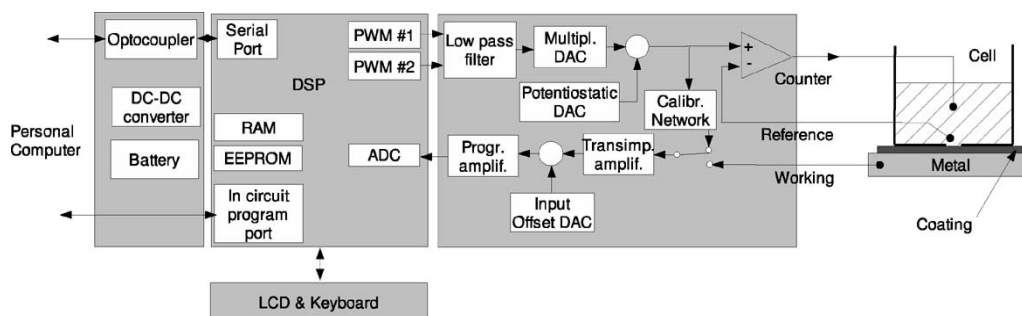 Personal
Computer
Optocoupler
DC-DC
converter
Battery
Serial
Port
DSP
PWM #1
PWM #2
RAM
EEPROM
ADC
In circuit
program
port
LCD & Keyboard
Low pass
filter
Multipl.
DAC
Potentiostatic
DAC
Calibr.
Network
Progr.
amplif.
Transimp.
amplif.
Input
Offset DAC
+
-
Counter
Reference
Working
Cell
Metal
Coating